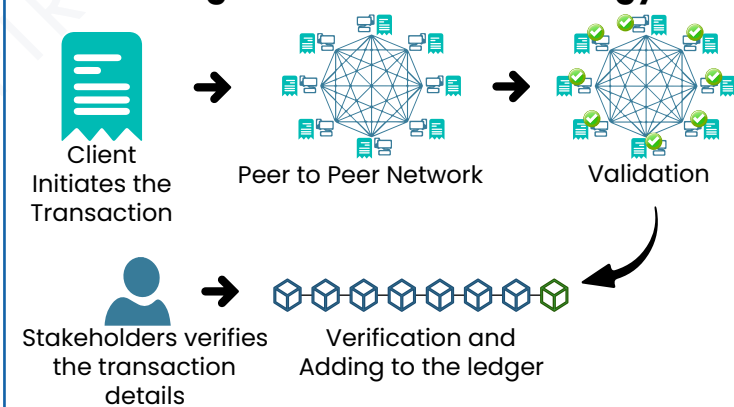 Client
Initiates the
Transaction
Peer to Peer Network
Validation
Stakeholders verifies
the transaction
details
Verification and
Adding to the ledger